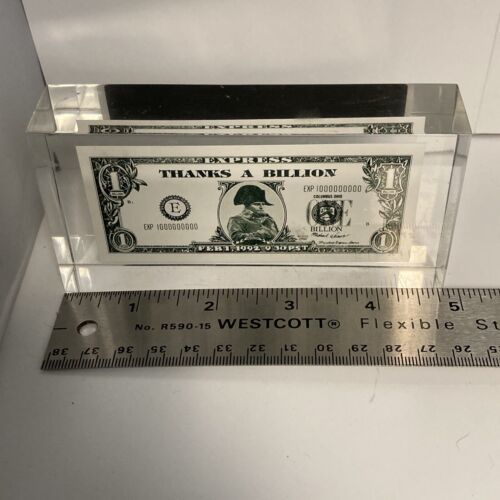 EXPRESS
THANKS A BILLION
1 1
EXP 1000000000
COLUMBUS OHIO
E
EXP 1000000000
BILLION
1 FEB 1, 1992, 9:30 PST 1
1 2 3 4 5
No. R590-15 WESTCOTT® Flexible St
38 37 36 35 34 33 32 31 30 29 28 27 26 25